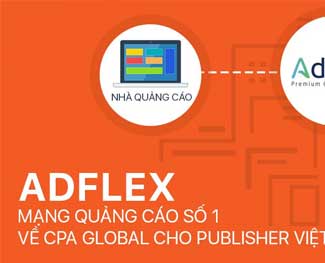 NHÀ QUẢNG CÁO
Ad
Premium
ADFLEX
MẠNG QUẢNG CÁO SỐ 1
VỀ CPA GLOBAL CHO PUBLISHER VIỆT